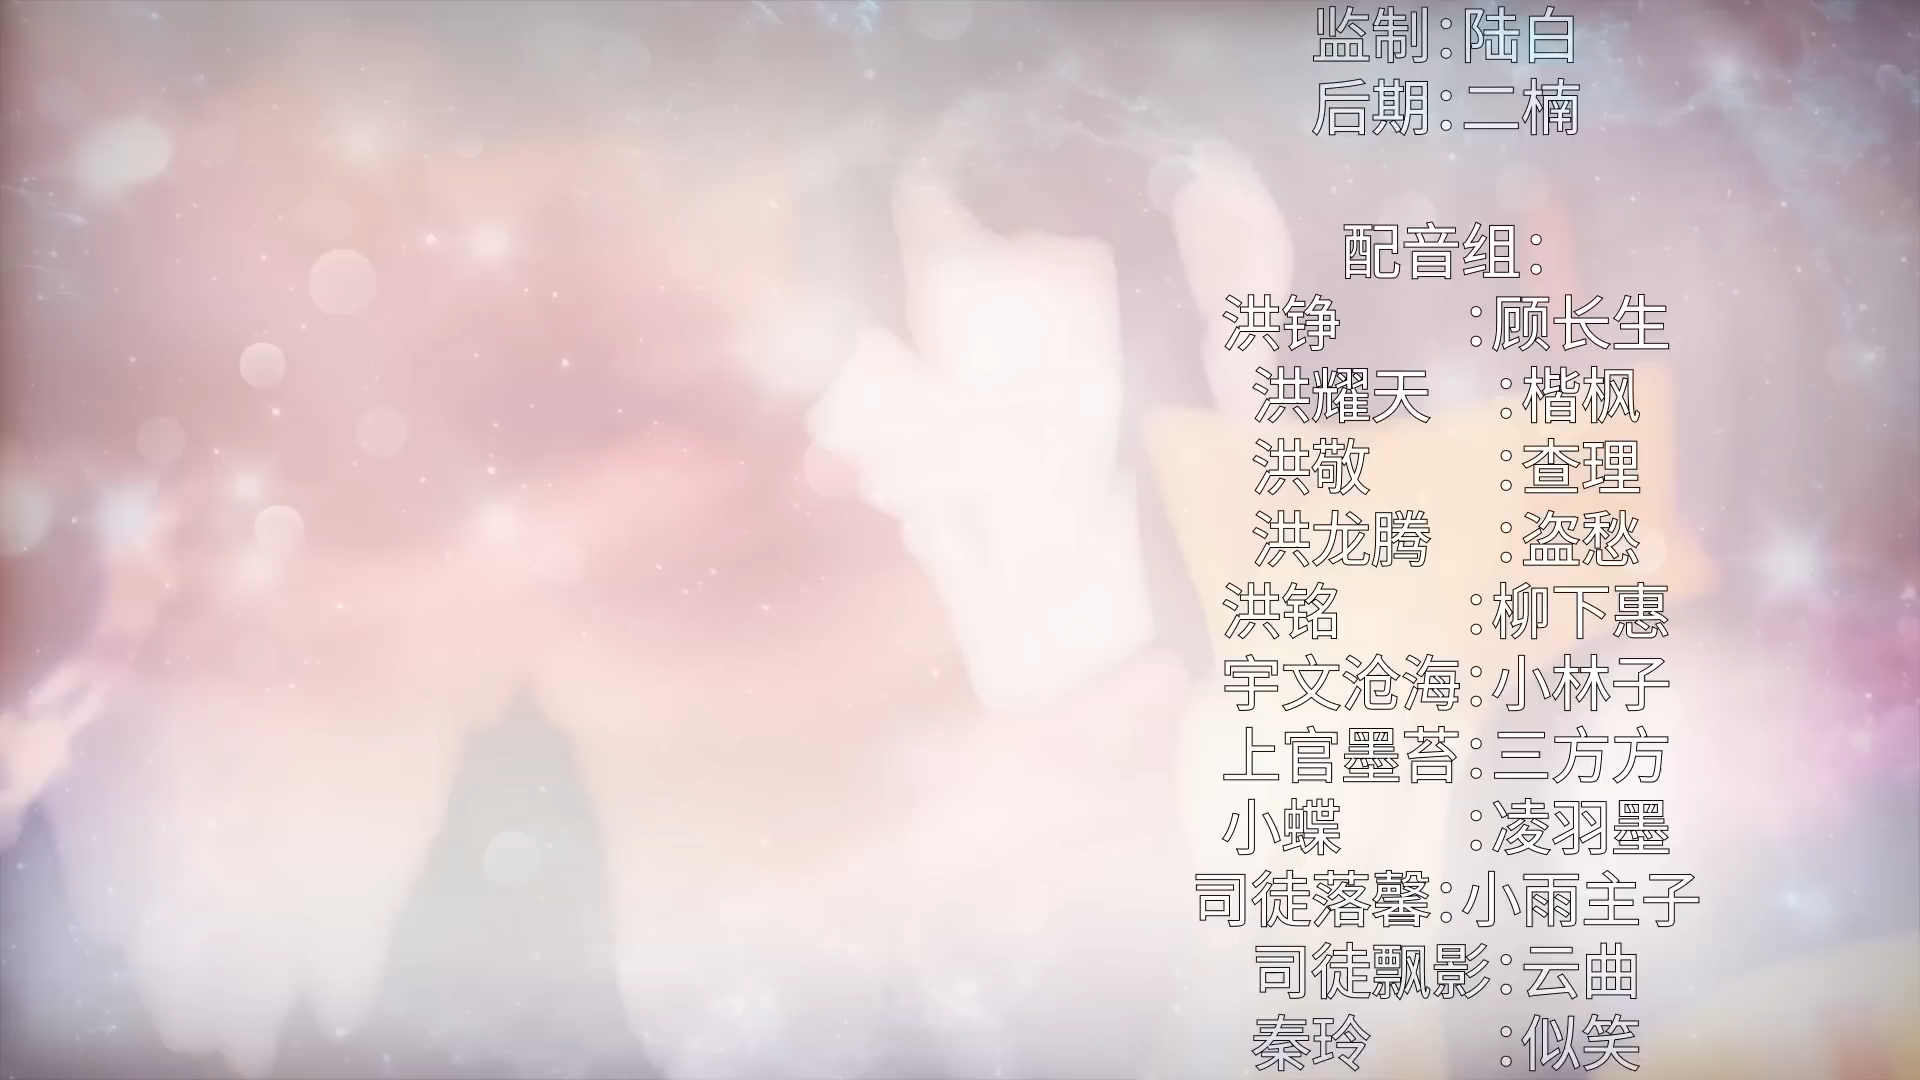 监制:陆白
后期:二楠
配音组:
洪铮:顾长生
洪耀天:楷枫
洪敬:查理
洪龙腾:盗愁
洪铭:柳下惠
宇文沧海:小林子
上官墨苔:三方方
小蝶:凌羽墨
司徒落馨:小雨主子
司徒飘影:云曲
秦玲:似笑